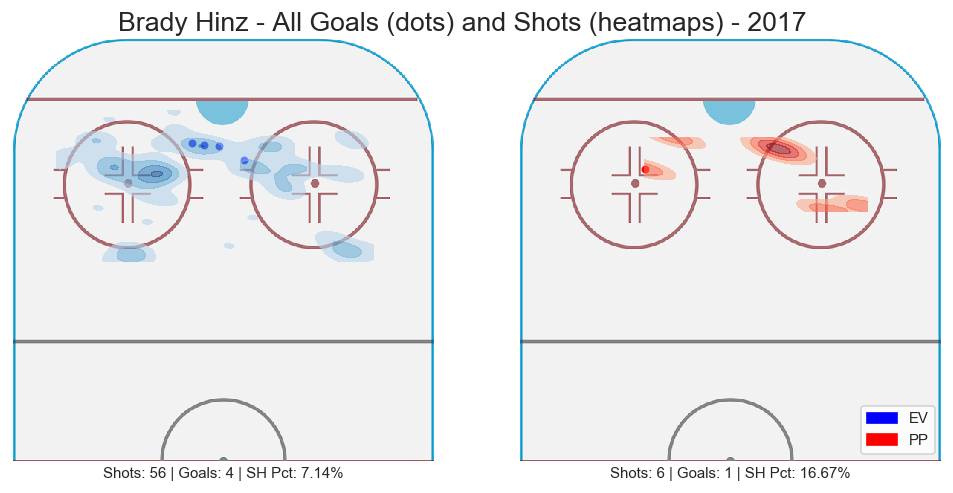 Brady Hinz - All Goals (dots) and Shots (heatmaps) - 2017
EV
PP
Shots: 56 | Goals: 4 | SH Pct: 7.14%
Shots: 6 | Goals: 1 | SH Pct: 16.67%